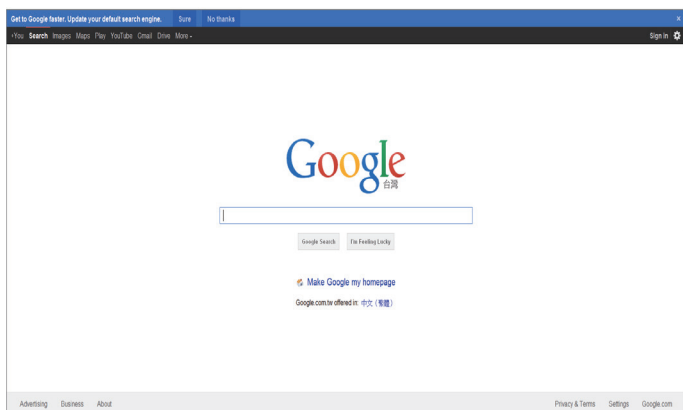 Get to Google faster. Update your default search engine. Sure No thanks ×
+You Search Images Maps Play YouTube Gmail Drive More Sign in
Google
台灣
Google Search I'm Feeling Lucky
Make Google my homepage
Google.com.tw offered in: 中文（繁體）
Advertising Business About Privacy & Terms Settings Google.com